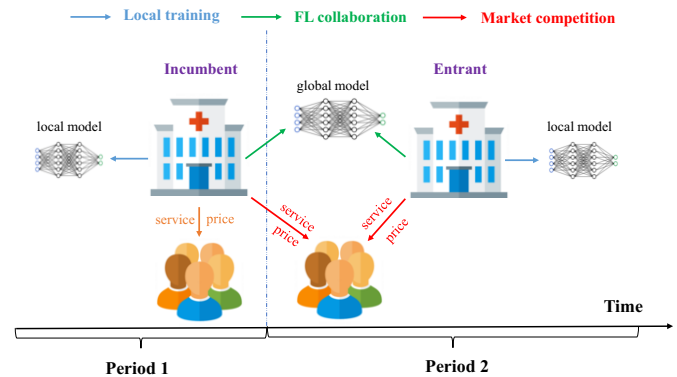 Local training
FL collaboration
Market competition
Incumbent
global model
Entrant
local model
local model
service price
service
price
service
price
Time
Period 1
Period 2